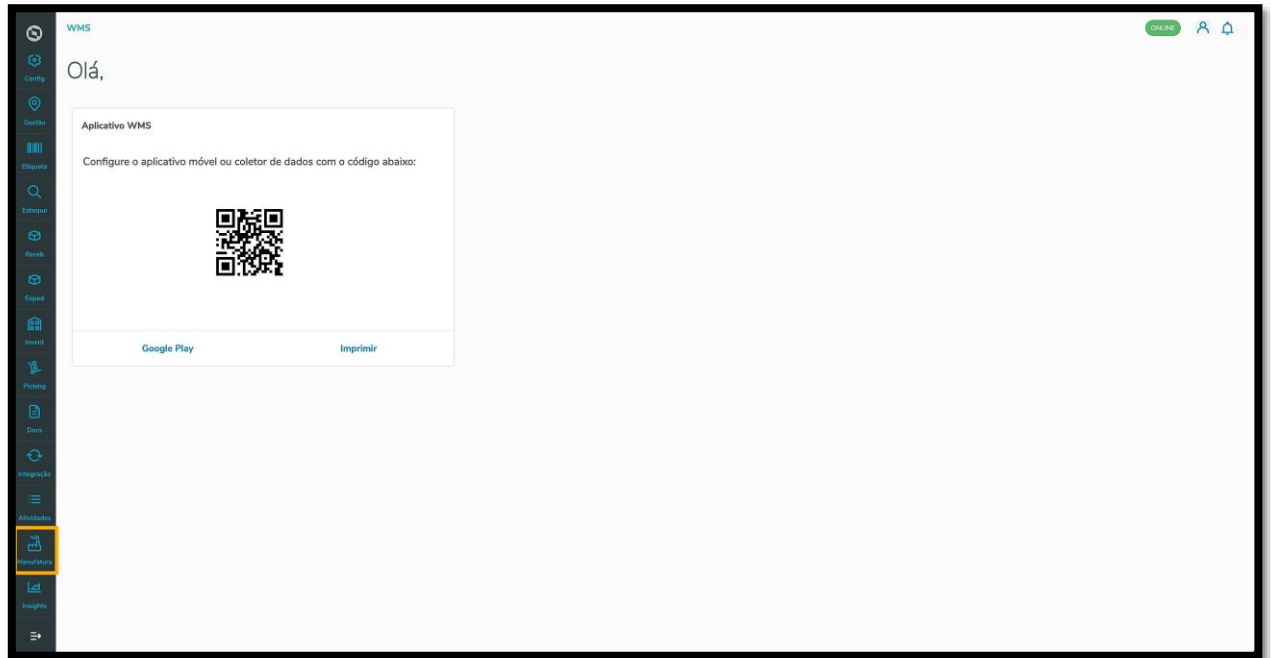 WMS
ONLINE
Olá,
Config
Gestão
Etiqueta
Estoque
Receb
Exped
Invent
Picking
Docs
Integração
Atividades
Manufatura
Insights
Aplicativo WMS
Configure o aplicativo móvel ou coletor de dados com o código abaixo:
Google Play
Imprimir